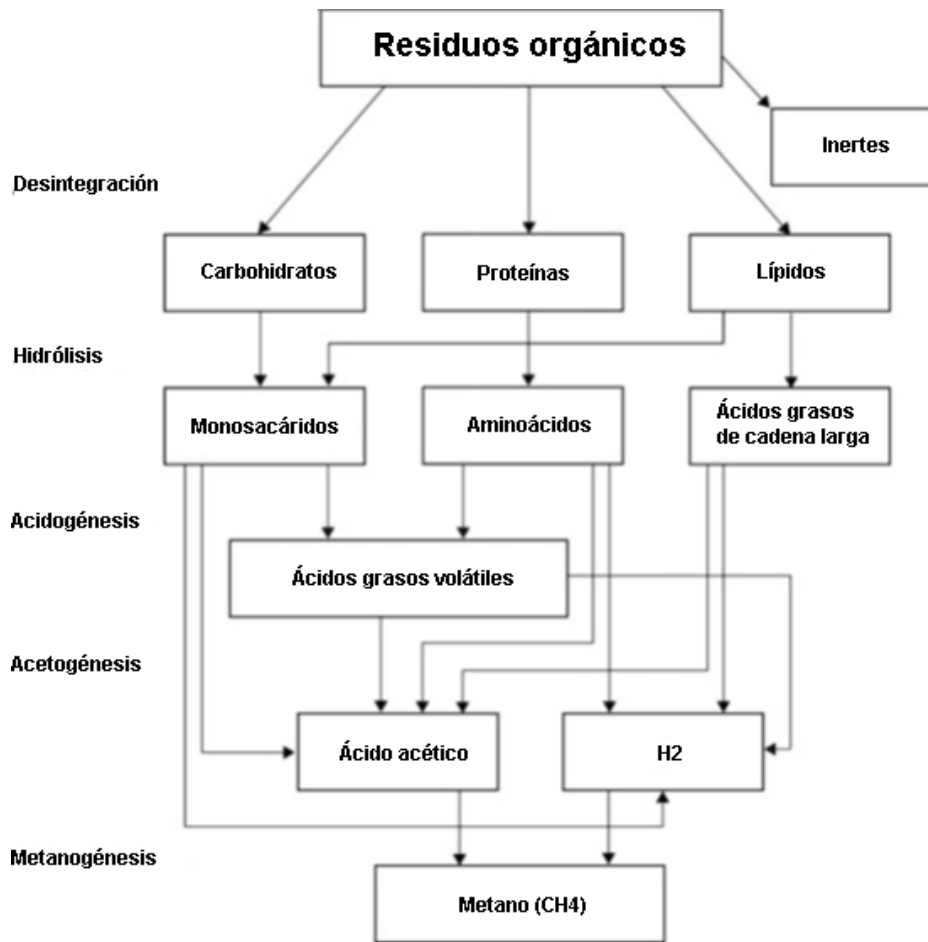 Residuos orgánicos
Inertes
Desintegración
Carbohidratos
Proteínas
Lípidos
Hidrólisis
Monosacáridos
Aminoácidos
Ácidos grasos
de cadena larga
Acidogénesis
Ácidos grasos volátiles
Acetogénesis
Ácido acético
H2
Metanogénesis
Metano (CH4)